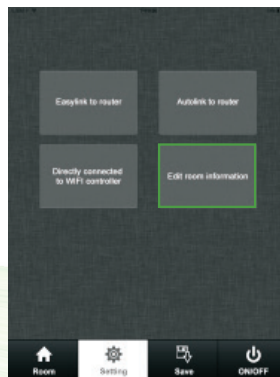 Easylink to router
Autolink to router
Directly connected
to WIFI controller
Edit room information
Room
Setting
Save
ON/OFF